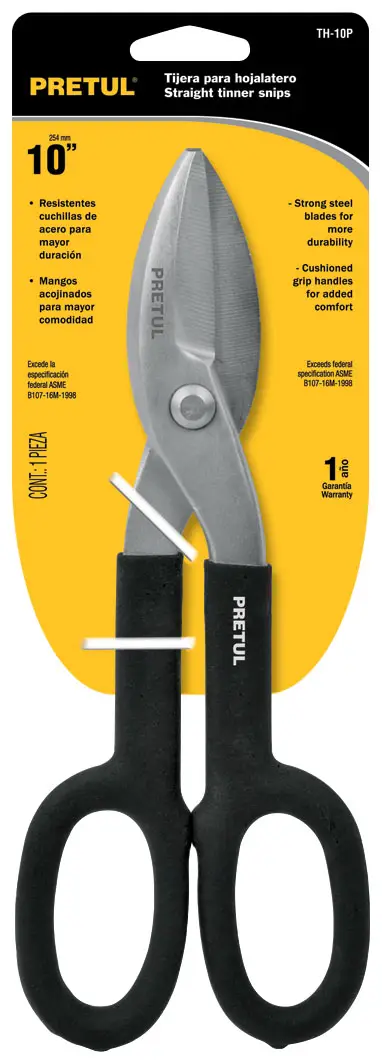 TH-10P
PRETUL®
Tijera para hojalatero
Straight tinner snips
254 mm
10”
• Resistentes
cuchillas de
acero para
mayor
duración
• Mangos
acojinados
para mayor
comodidad
- Strong steel
blades for
more
durability
- Cushioned
grip handles
for added
comfort
Excede la
especificación
federal ASME
B107-16M-1998
Exceeds federal
specification ASME
B107-16M-1998
CONT.: 1 PIEZA
1 año
Garantía
Warranty
PRETUL
PRETUL